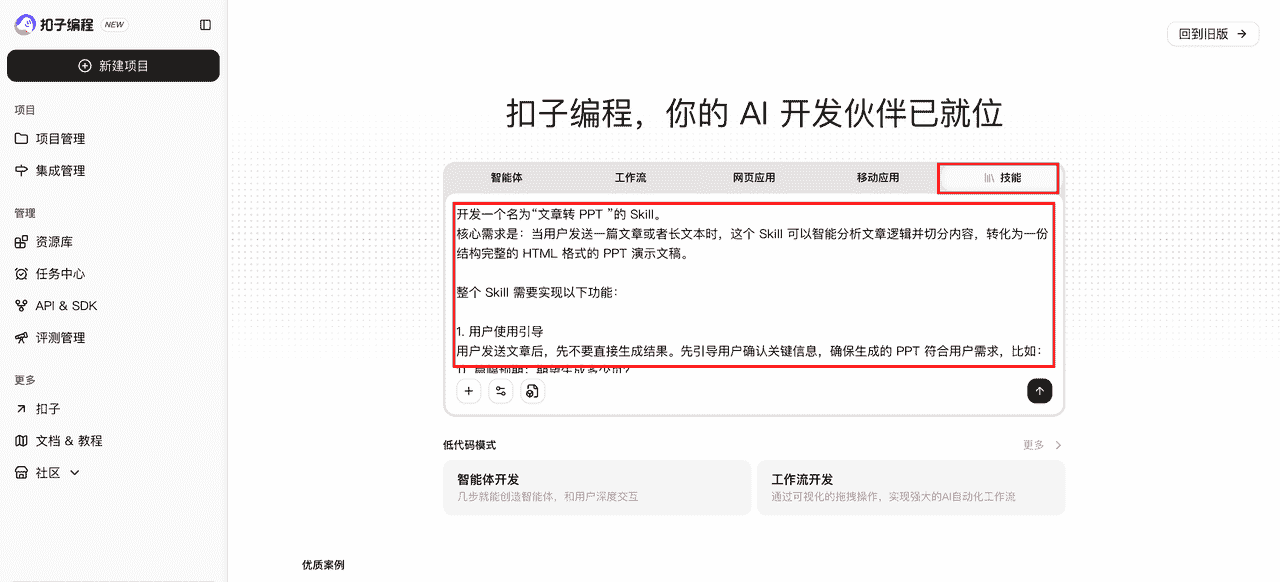 扣子编程 NEW
新建项目
项目
项目管理
集成管理
管理
资源库
任务中心
API & SDK
评测管理
更多
扣子
文档 & 教程
社区
回到旧版
扣子编程，你的 AI 开发伙伴已就位
智能体 工作流 网页应用 移动应用 技能
开发一个名为“文章转 PPT ”的 Skill。
核心需求是：当用户发送一篇文章或者长文本时，这个 Skill 可以智能分析文章逻辑并切分内容，转化为一份
结构完整的 HTML 格式的 PPT 演示文稿。
整个 Skill 需要实现以下功能：
1. 用户使用引导
用户发送文章后，先不要直接生成结果。先引导用户确认关键信息，确保生成的 PPT 符合用户需求，比如：
低代码模式 更多
智能体开发
几步就能创造智能体，和用户深度交互
工作流开发
通过可视化的拖拽操作，实现强大的AI自动化工作流
优质案例